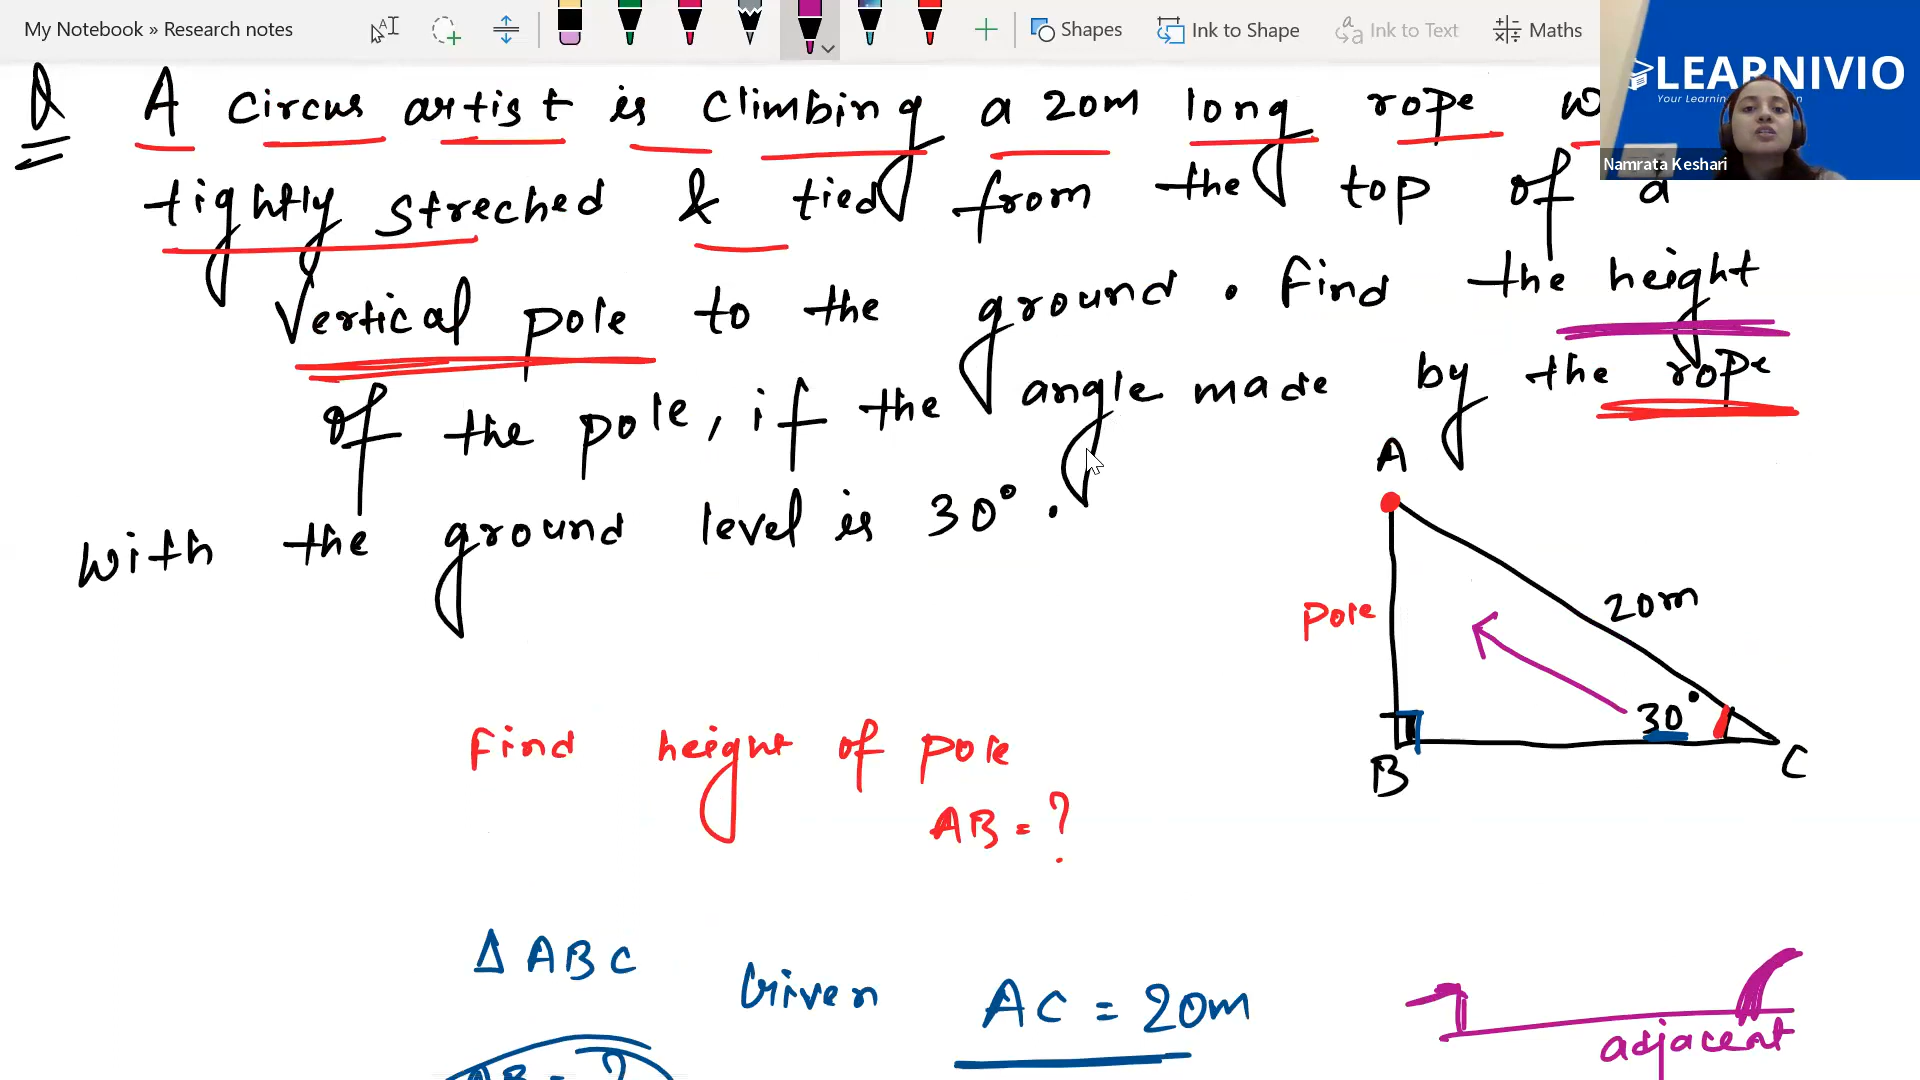 My Notebook » Research notes
Shapes
Ink to Shape
Ink to Text
Maths
LEARNIVIO
Namrata Keshari
Q A circus artist is climbing a 20m long rope
tightly streched & tied from the top of a
Vertical pole to the ground. Find the height
of the pole, if the angle made by the rope
with the ground level is 30°.
A
Pole
20m
30°
B
C
Find height of pole
AB = ?
Δ ABC
Given
AC = 20m
adjacent